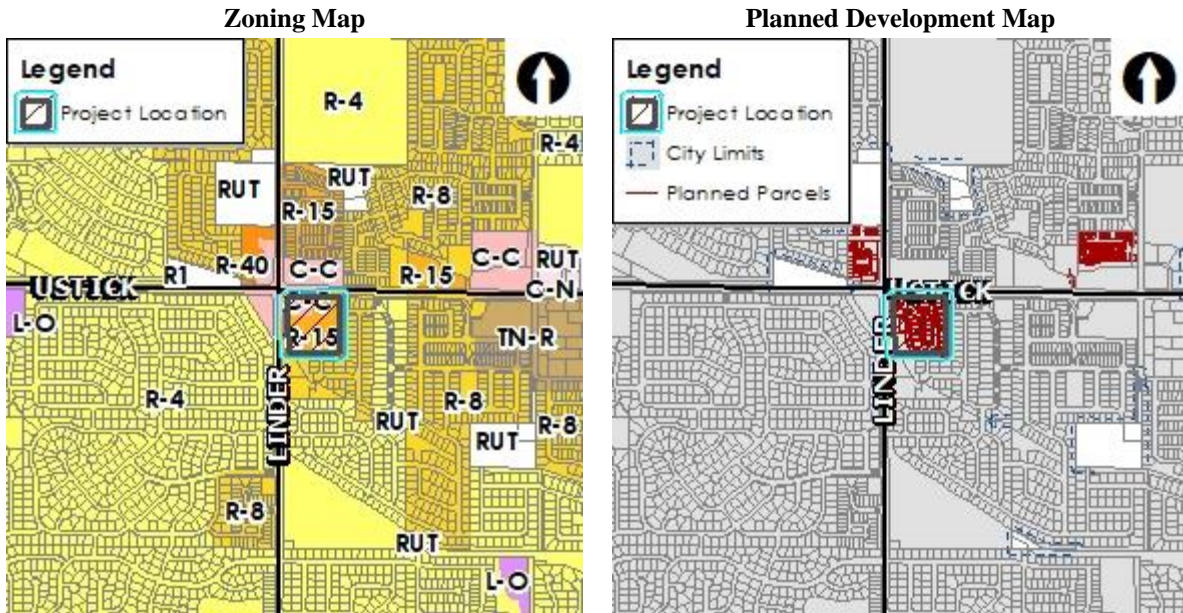 Zoning Map
Legend
Project Location
R-4
R-4
RUT
RUT
R-15
R-8
R-40
C-C
R-15
C-C
RUT
R1
C-N
USTICK
L-O
C-C
R-15
TN-R
R-4
LINDER
RUT
R-8
RUT
R-8
R-8
RUT
L-O
Planned Development Map
Legend
Project Location
City Limits
Planned Parcels
USTICK
LINDER